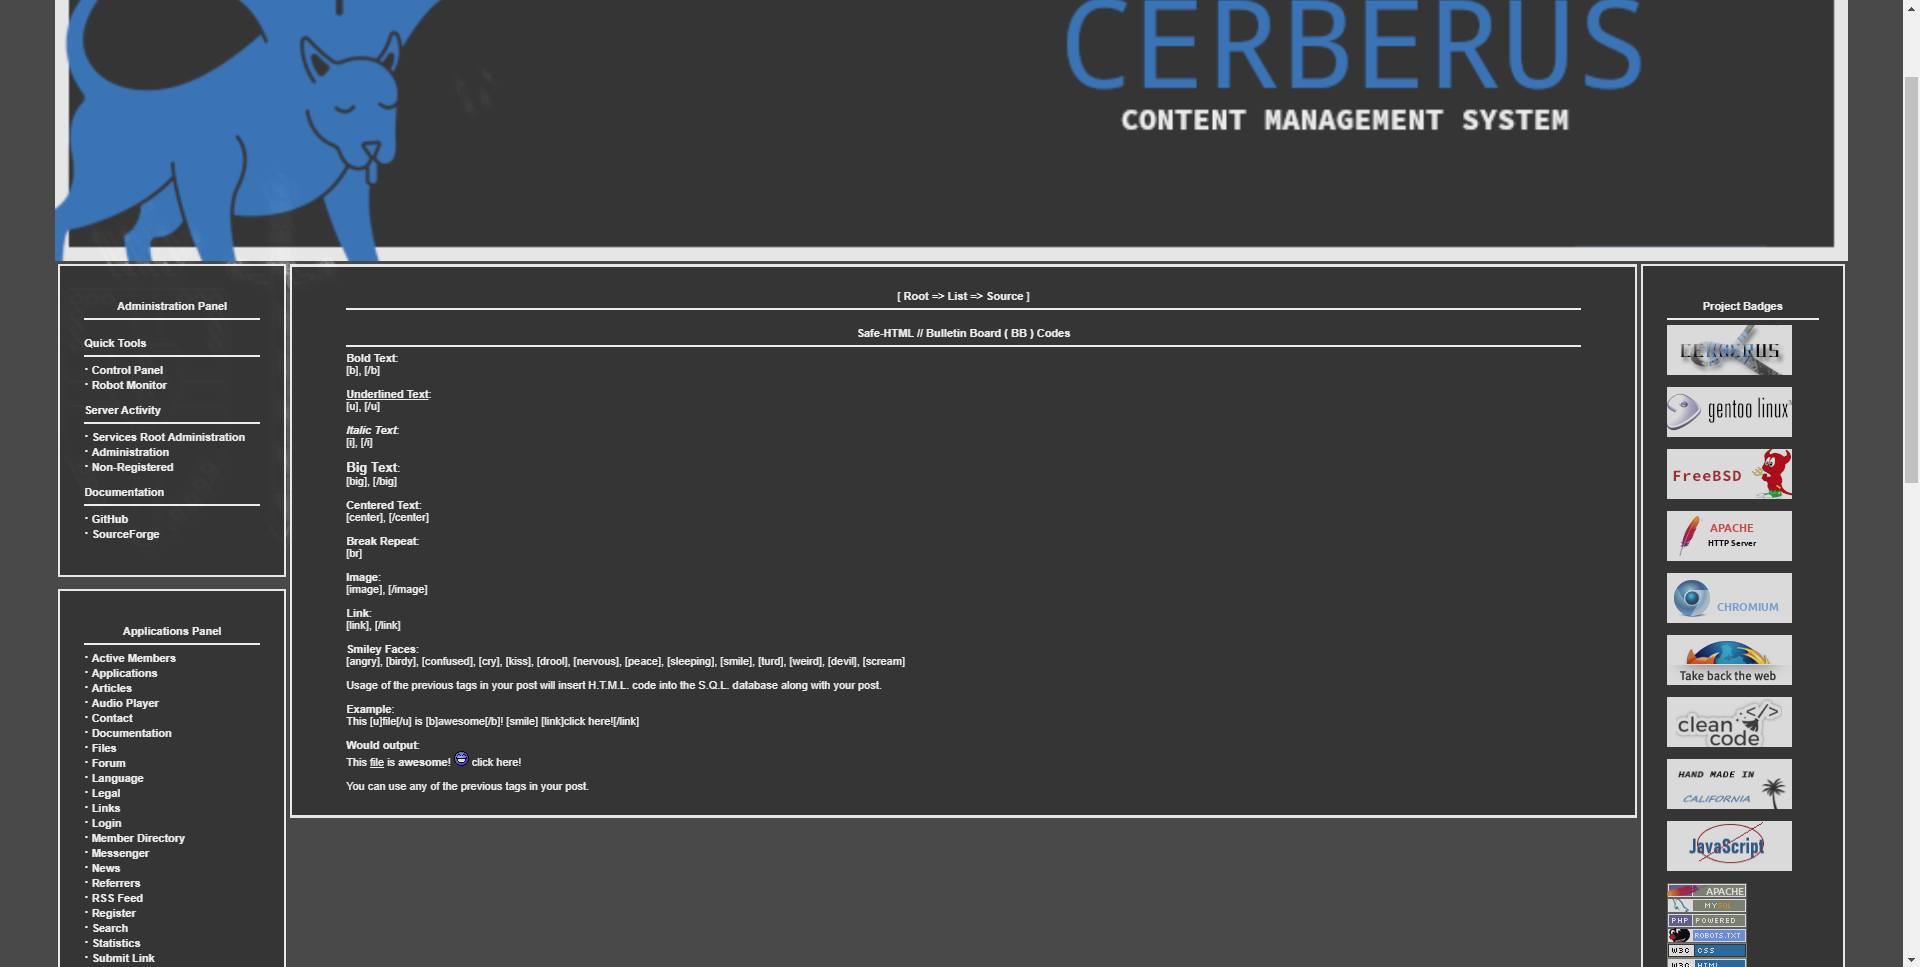 CERBERUS
CONTENT MANAGEMENT SYSTEM
Administration Panel
Quick Tools
· Control Panel
· Robot Monitor
Server Activity
· Services Root Administration
· Administration
· Non-Registered
Documentation
· GitHub
· SourceForge
Applications Panel
· Active Members
· Applications
· Articles
· Audio Player
· Contact
· Documentation
· Files
· Forum
· Language
· Legal
· Links
· Login
· Member Directory
· Messenger
· News
· Referrers
· RSS Feed
· Register
· Search
· Statistics
· Submit Link
[ Root => List => Source ]
Safe-HTML // Bulletin Board ( BB ) Codes
Bold Text:
[b], [/b]
Underlined Text:
[u], [/u]
Italic Text:
[i], [/i]
Big Text:
[big], [/big]
Centered Text:
[center], [/center]
Break Repeat:
[br]
Image:
[image], [/image]
Link:
[link], [/link]
Smiley Faces:
[angry], [birdy], [confused], [cry], [kiss], [drool], [nervous], [peace], [sleeping], [smile], [turd], [weird], [devil], [scream]
Usage of the previous tags in your post will insert H.T.M.L. code into the S.Q.L. database along with your post.
Example:
This [u]file[/u] is [b]awesome[/b]! [smile] [link]click here![/link]
Would output:
This file is awesome! click here!
You can use any of the previous tags in your post.
Project Badges
CERBERUS
gentoo linux
FreeBSD
APACHE
HTTP Server
CHROMIUM
Take back the web
clean </>
code
HAND MADE IN
CALIFORNIA
JavaScript
APACHE
MYSQL
PHP POWERED
ROBOTS.TXT
W3C CSS
W3C HTML